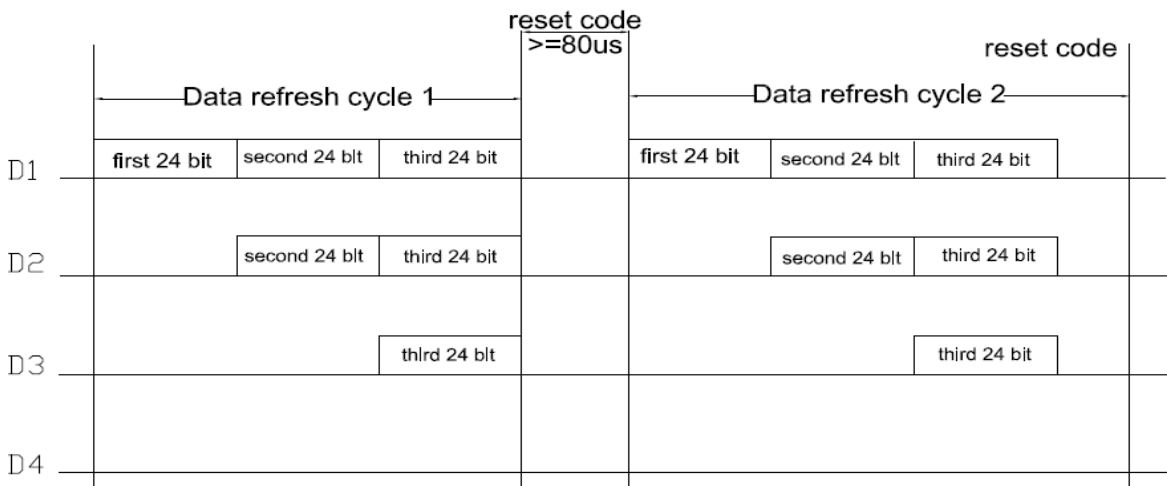 reset code
>=80us
reset code
Data refresh cycle 1
Data refresh cycle 2
D1 first 24 bit second 24 blt third 24 bit first 24 bit second 24 blt third 24 bit
D2 second 24 blt third 24 bit second 24 blt third 24 bit
D3 thlrd 24 blt third 24 bit
D4